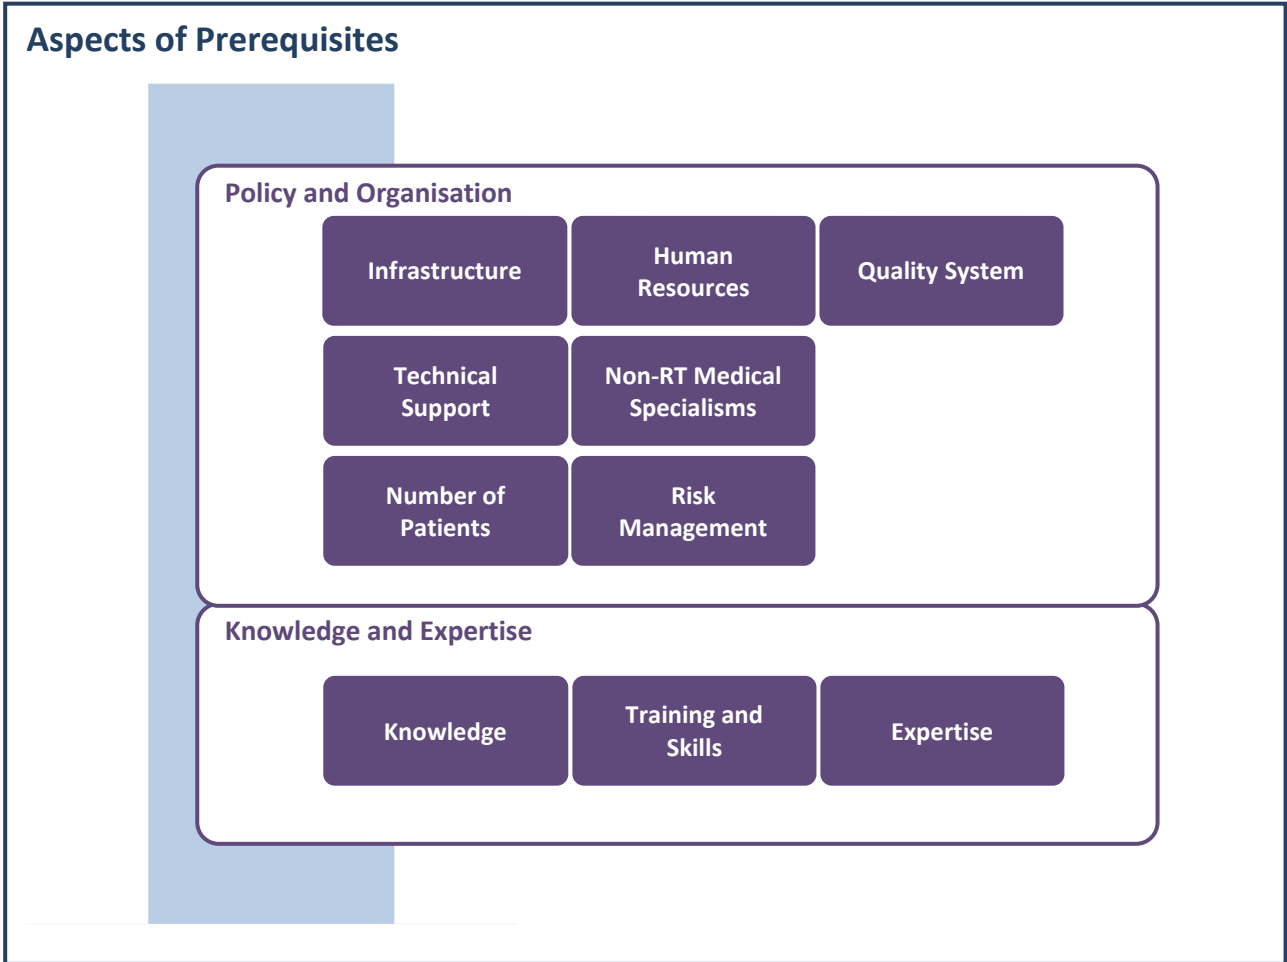 Aspects of Prerequisites
Policy and Organisation
Infrastructure
Human
Resources
Quality System
Technical
Support
Non-RT Medical
Specialisms
Number of
Patients
Risk
Management
Knowledge and Expertise
Knowledge
Training and
Skills
Expertise